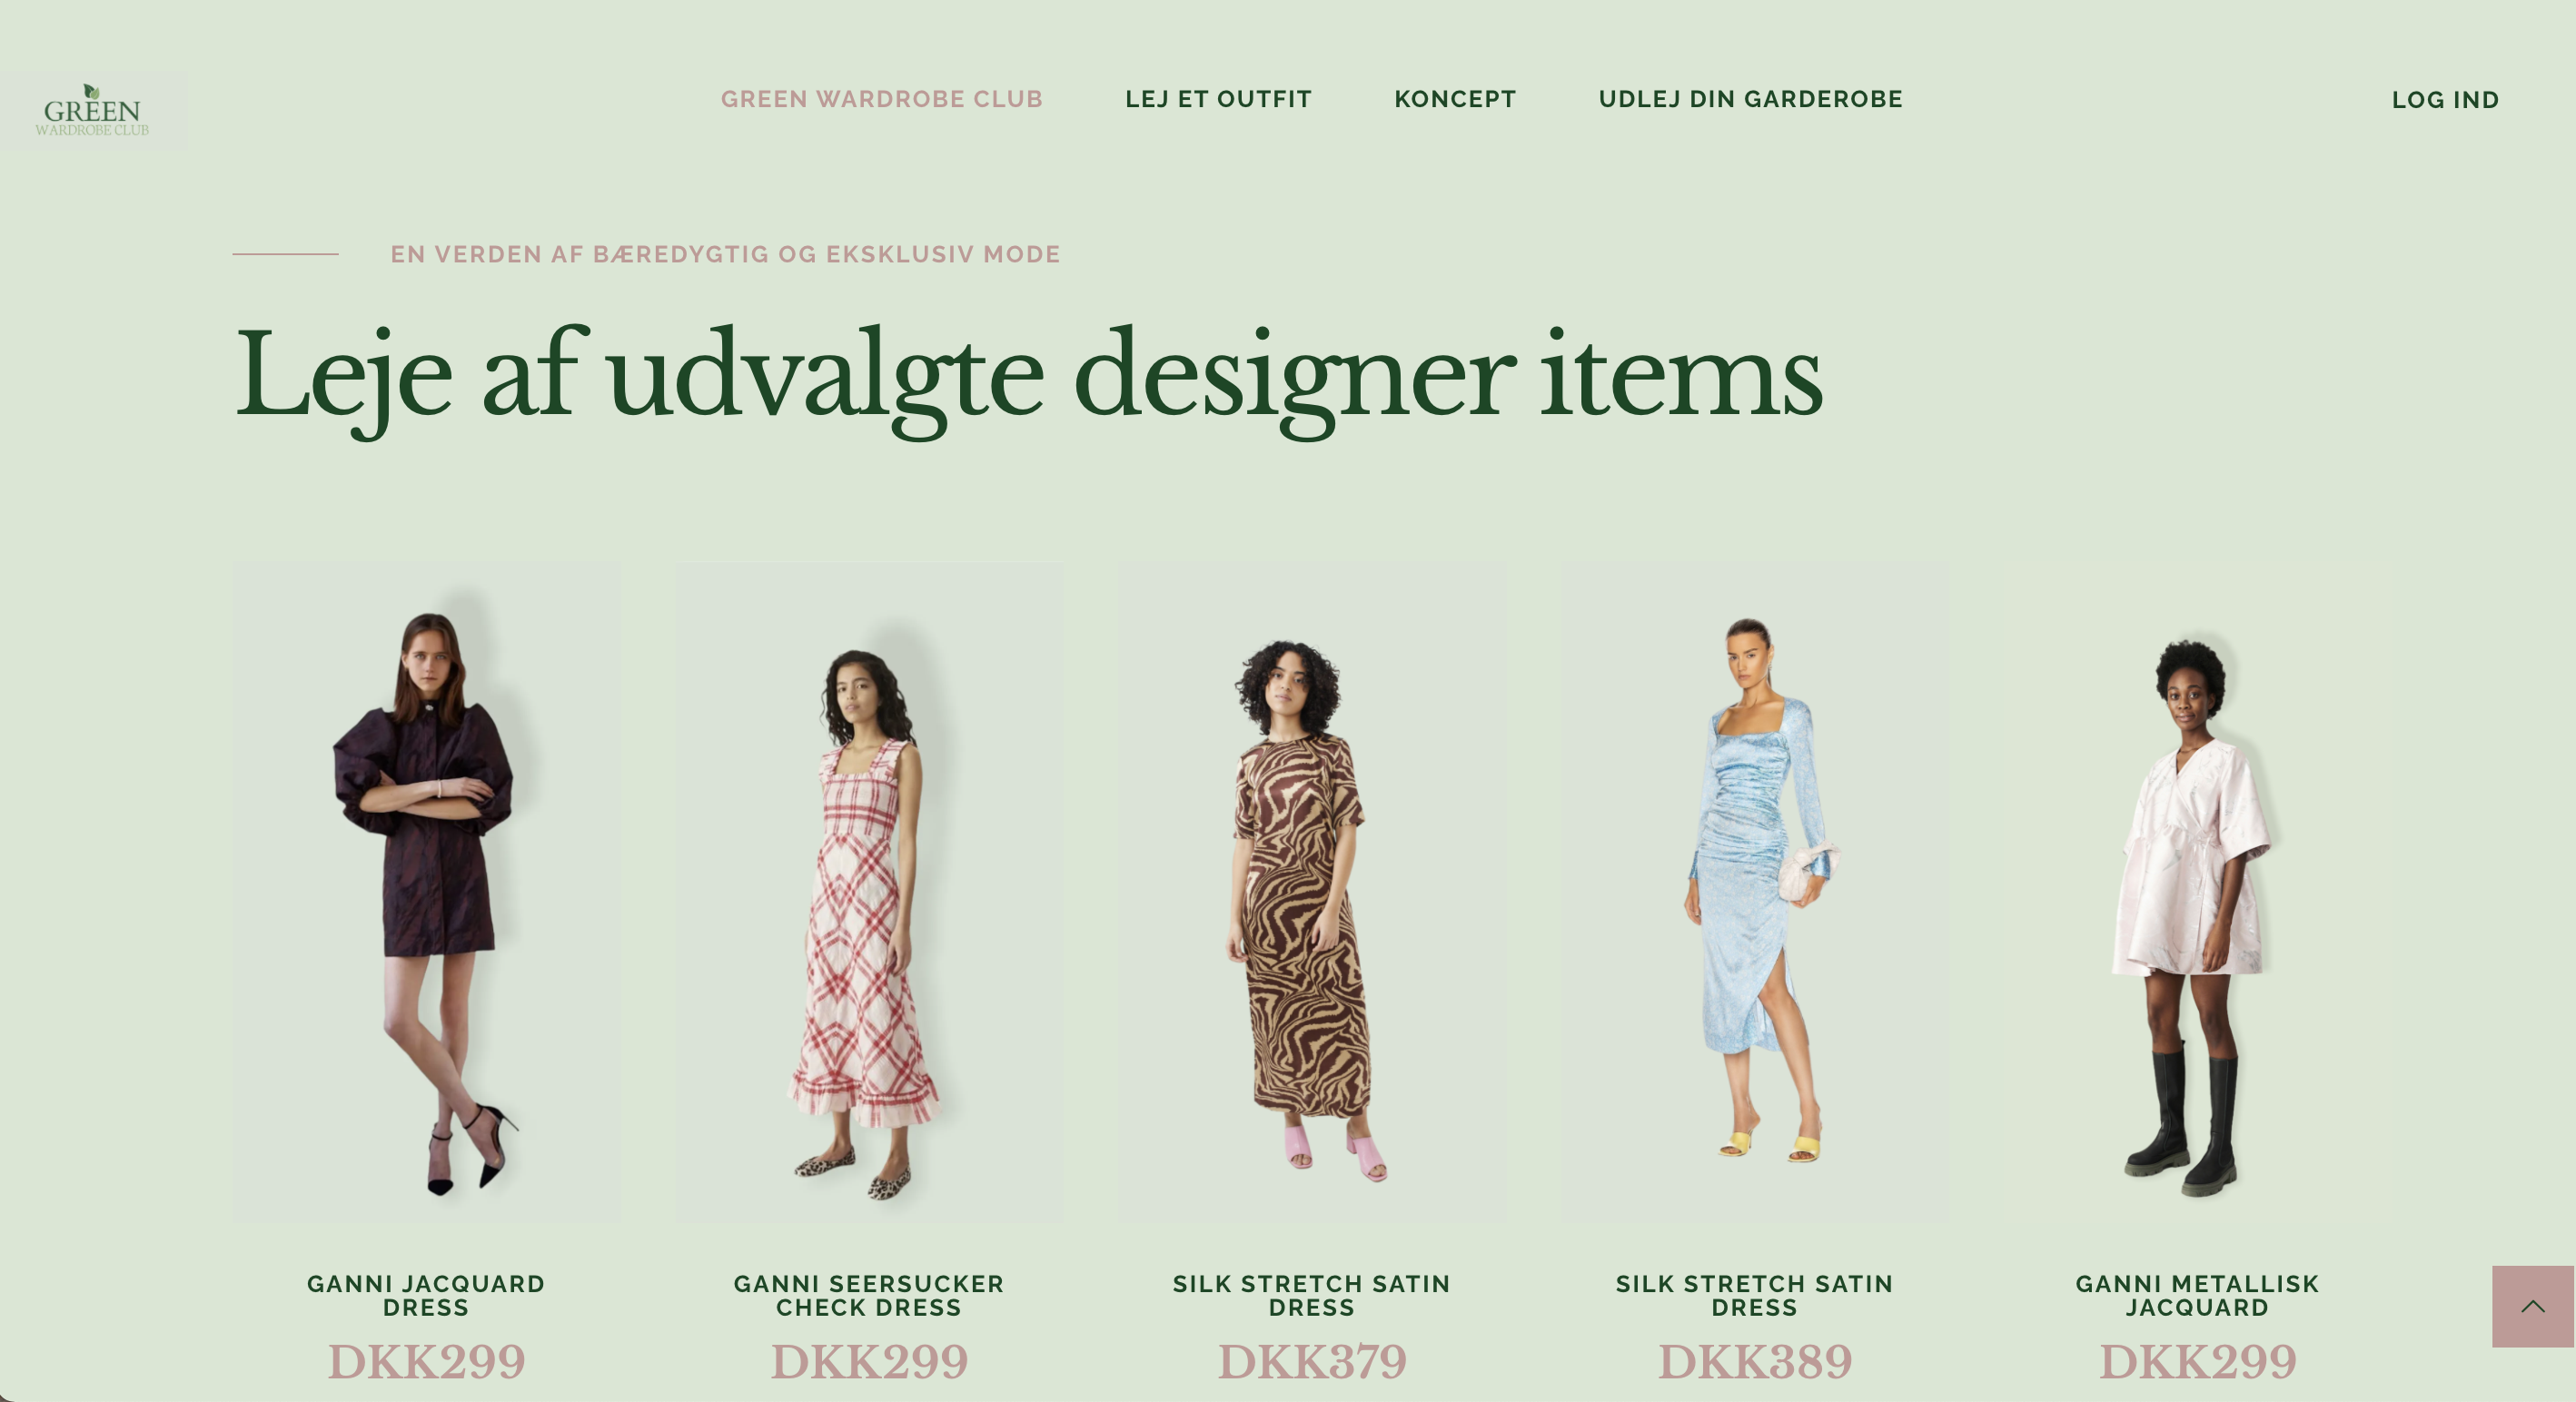 GREEN
WARDROBE CLUB
GREEN WARDROBE CLUB
LEJ ET OUTFIT
KONCEPT
UDLEJ DIN GARDEROBE
LOG IND
EN VERDEN AF BÆREDYGTIG OG EKSKLUSIV MODE
Leje af udvalgte designer items
GANNI JACQUARD
DRESS
DKK299
GANNI SEERSUCKER
CHECK DRESS
DKK299
SILK STRETCH SATIN
DRESS
DKK379
SILK STRETCH SATIN
DRESS
DKK389
GANNI METALLISK
JACQUARD
DKK299